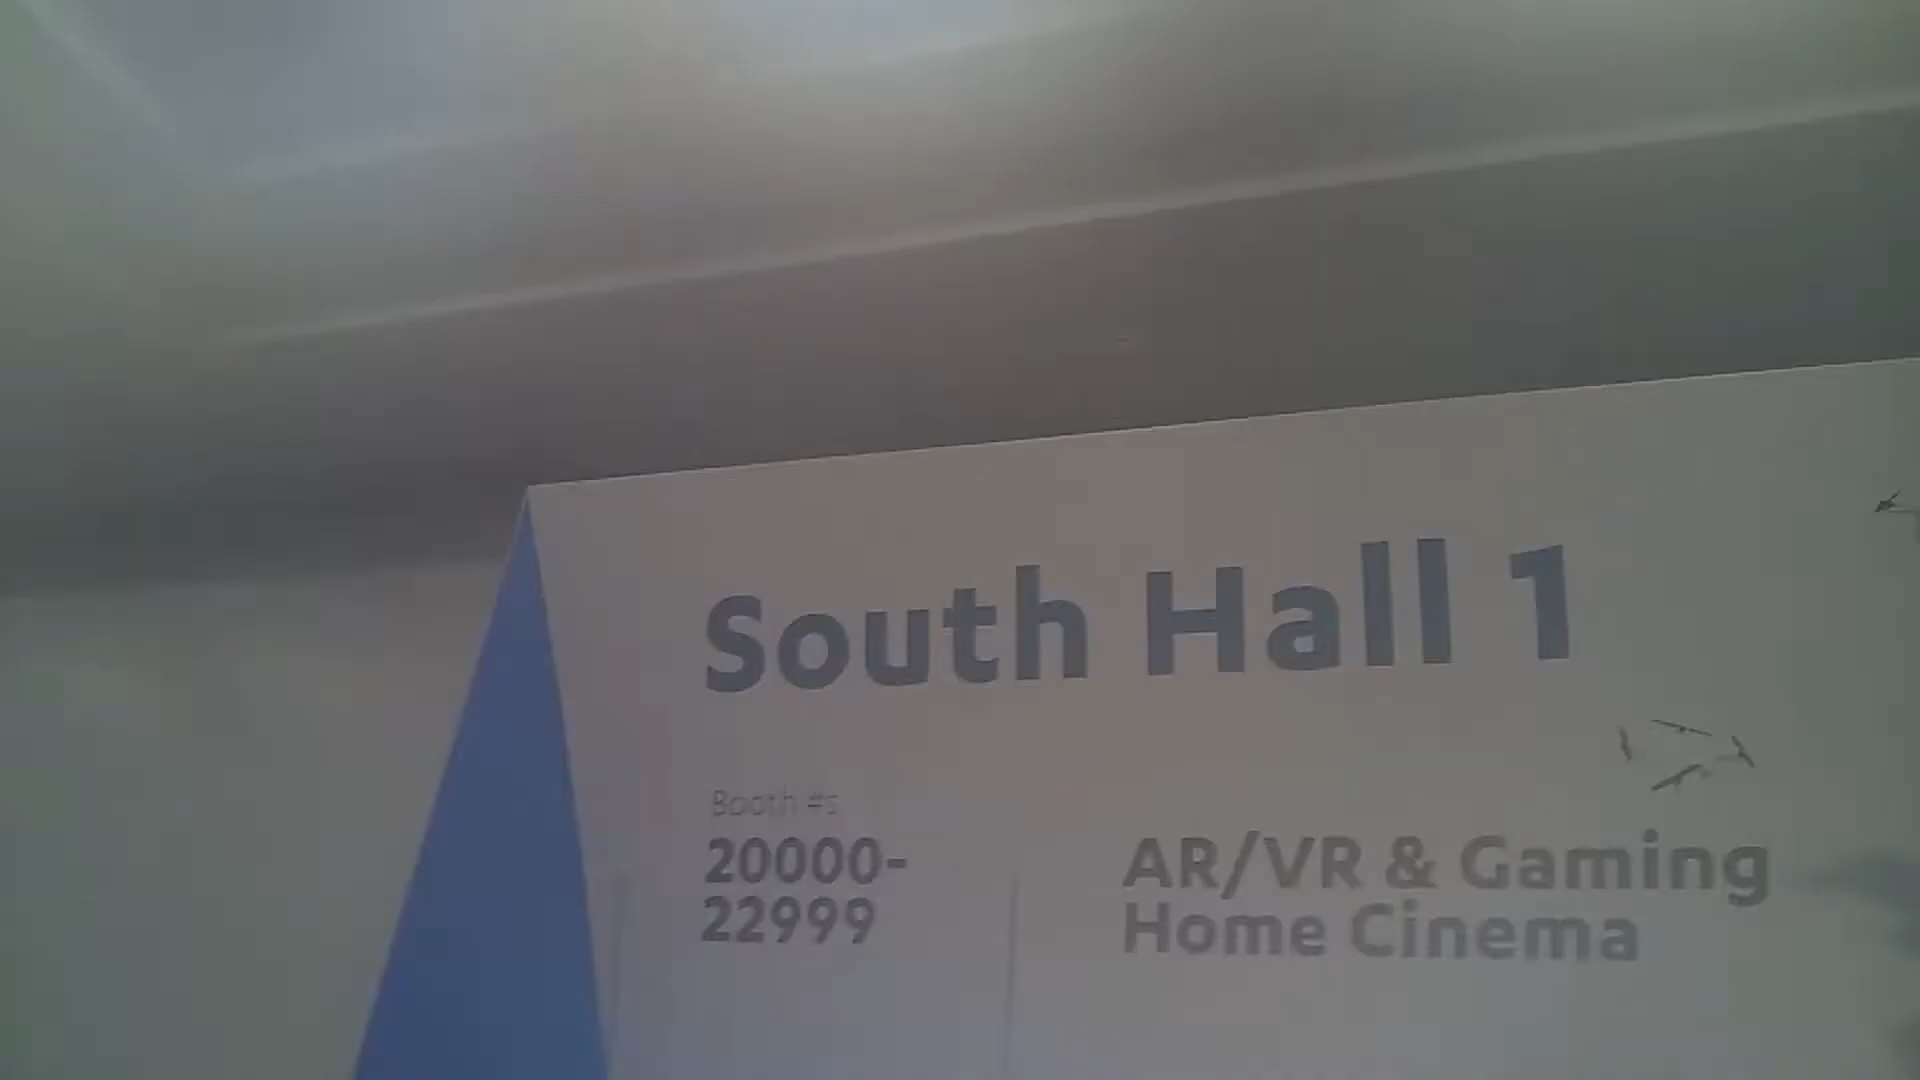 South Hall 1
Booth #s
20000-
22999
AR/VR & Gaming
Home Cinema